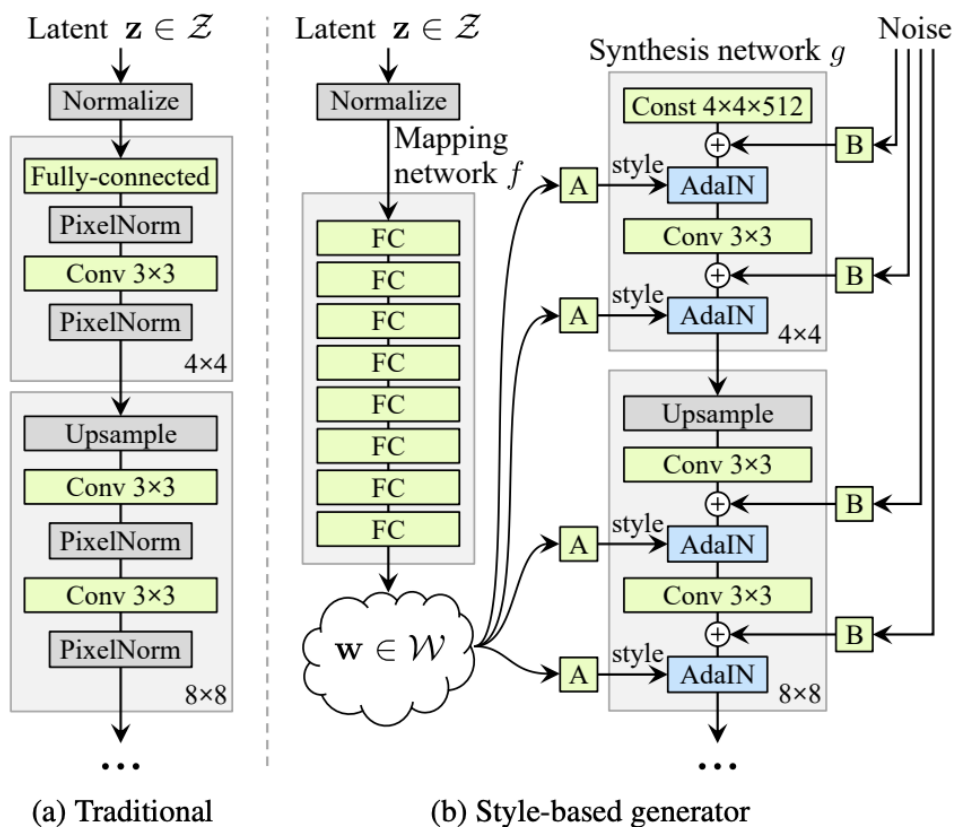 Latent z ∈ 𝒵
Normalize
Fully-connected
PixelNorm
Conv 3×3
PixelNorm
4×4
Upsample
Conv 3×3
PixelNorm
Conv 3×3
PixelNorm
8×8
...
(a) Traditional
Latent z ∈ 𝒵
Normalize
Mapping
network f
FC
FC
FC
FC
FC
FC
FC
FC
w ∈ 𝒲
Synthesis network g
Noise
Const 4×4×512
B
A
style
AdaIN
Conv 3×3
B
A
style
AdaIN
4×4
Upsample
Conv 3×3
B
A
style
AdaIN
Conv 3×3
B
A
style
AdaIN
8×8
...
(b) Style-based generator